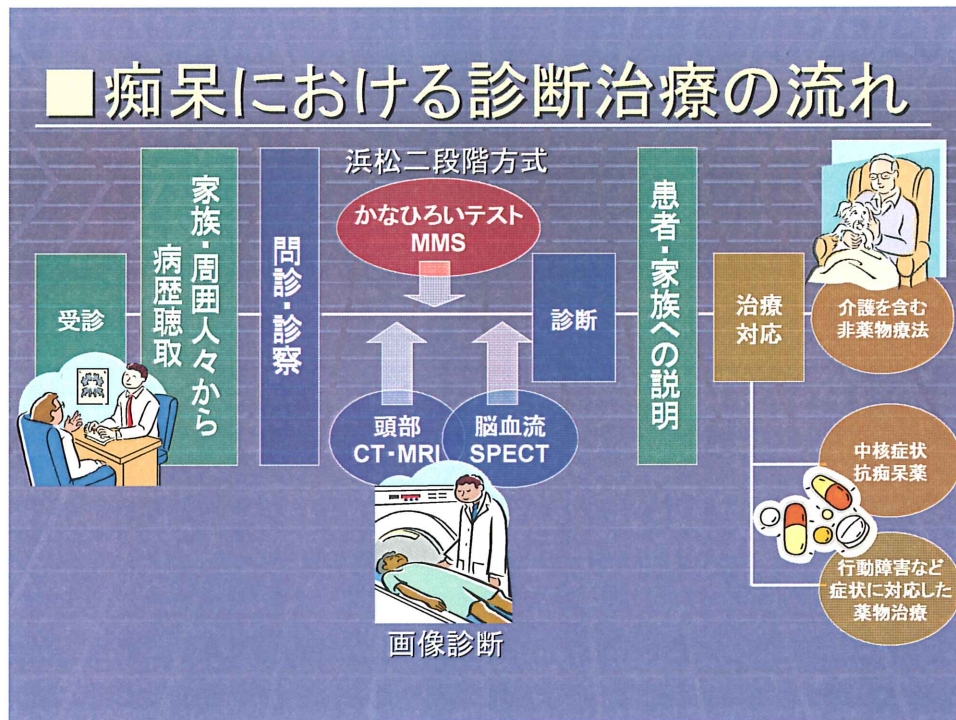 ■痴呆における診断治療の流れ
受診
家族・周囲人々から
病歴聴取
問診・診察
浜松二段階方式
かなひろいテスト
MMS
頭部
CT・MRI
脳血流
SPECT
画像診断
診断
患者・家族への説明
治療
対応
介護を含む
非薬物療法
中核症状
抗痴呆薬
行動障害など
症状に対応した
薬物治療